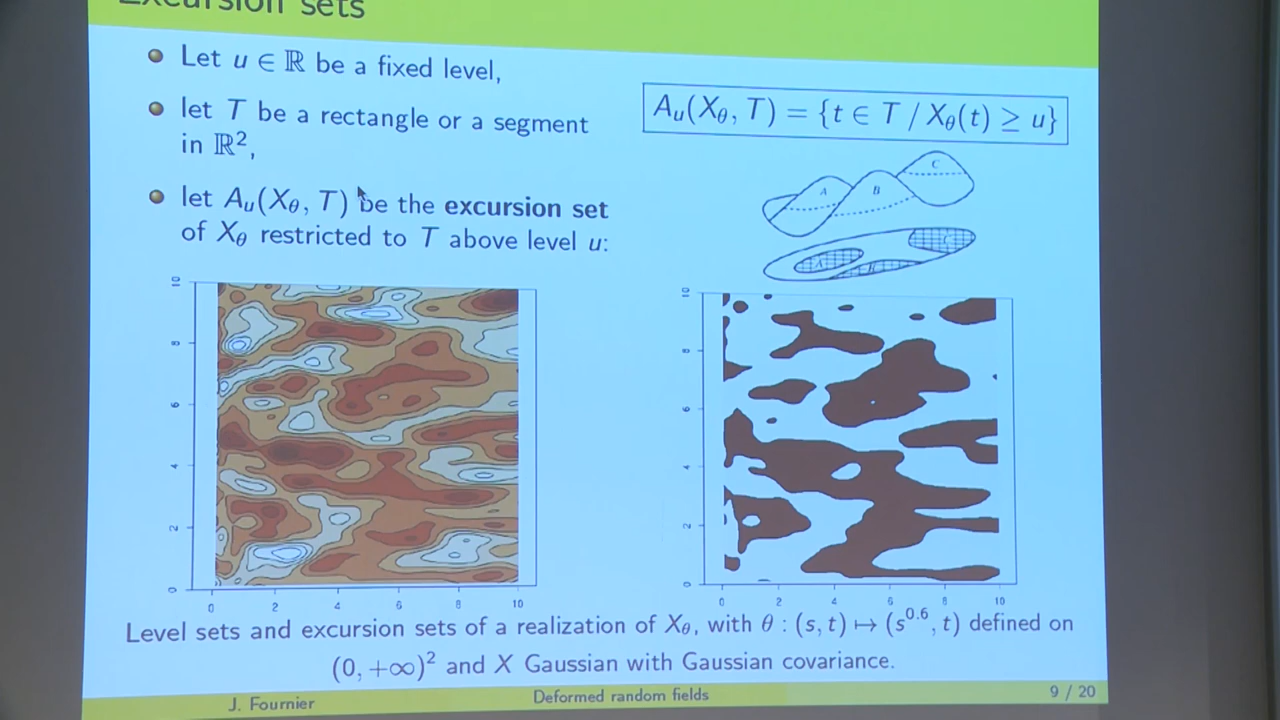 Excursion sets
Let u ∈ ℝ be a fixed level,
let T be a rectangle or a segment
in ℝ²,
let A_u(X_θ, T) be the excursion set
of X_θ restricted to T above level u:
A_u(X_θ, T) = {t ∈ T / X_θ(t) ≥ u}
A B C
A B C
10
8
6
4
2
0
0 2 4 6 8 10
10
8
6
4
2
0
0 2 4 6 8 10
Level sets and excursion sets of a realization of X_θ, with θ : (s, t) ↦ (s^0.6, t) defined on
(0, +∞)² and X Gaussian with Gaussian covariance.
J. Fournier Deformed random fields 9 / 20